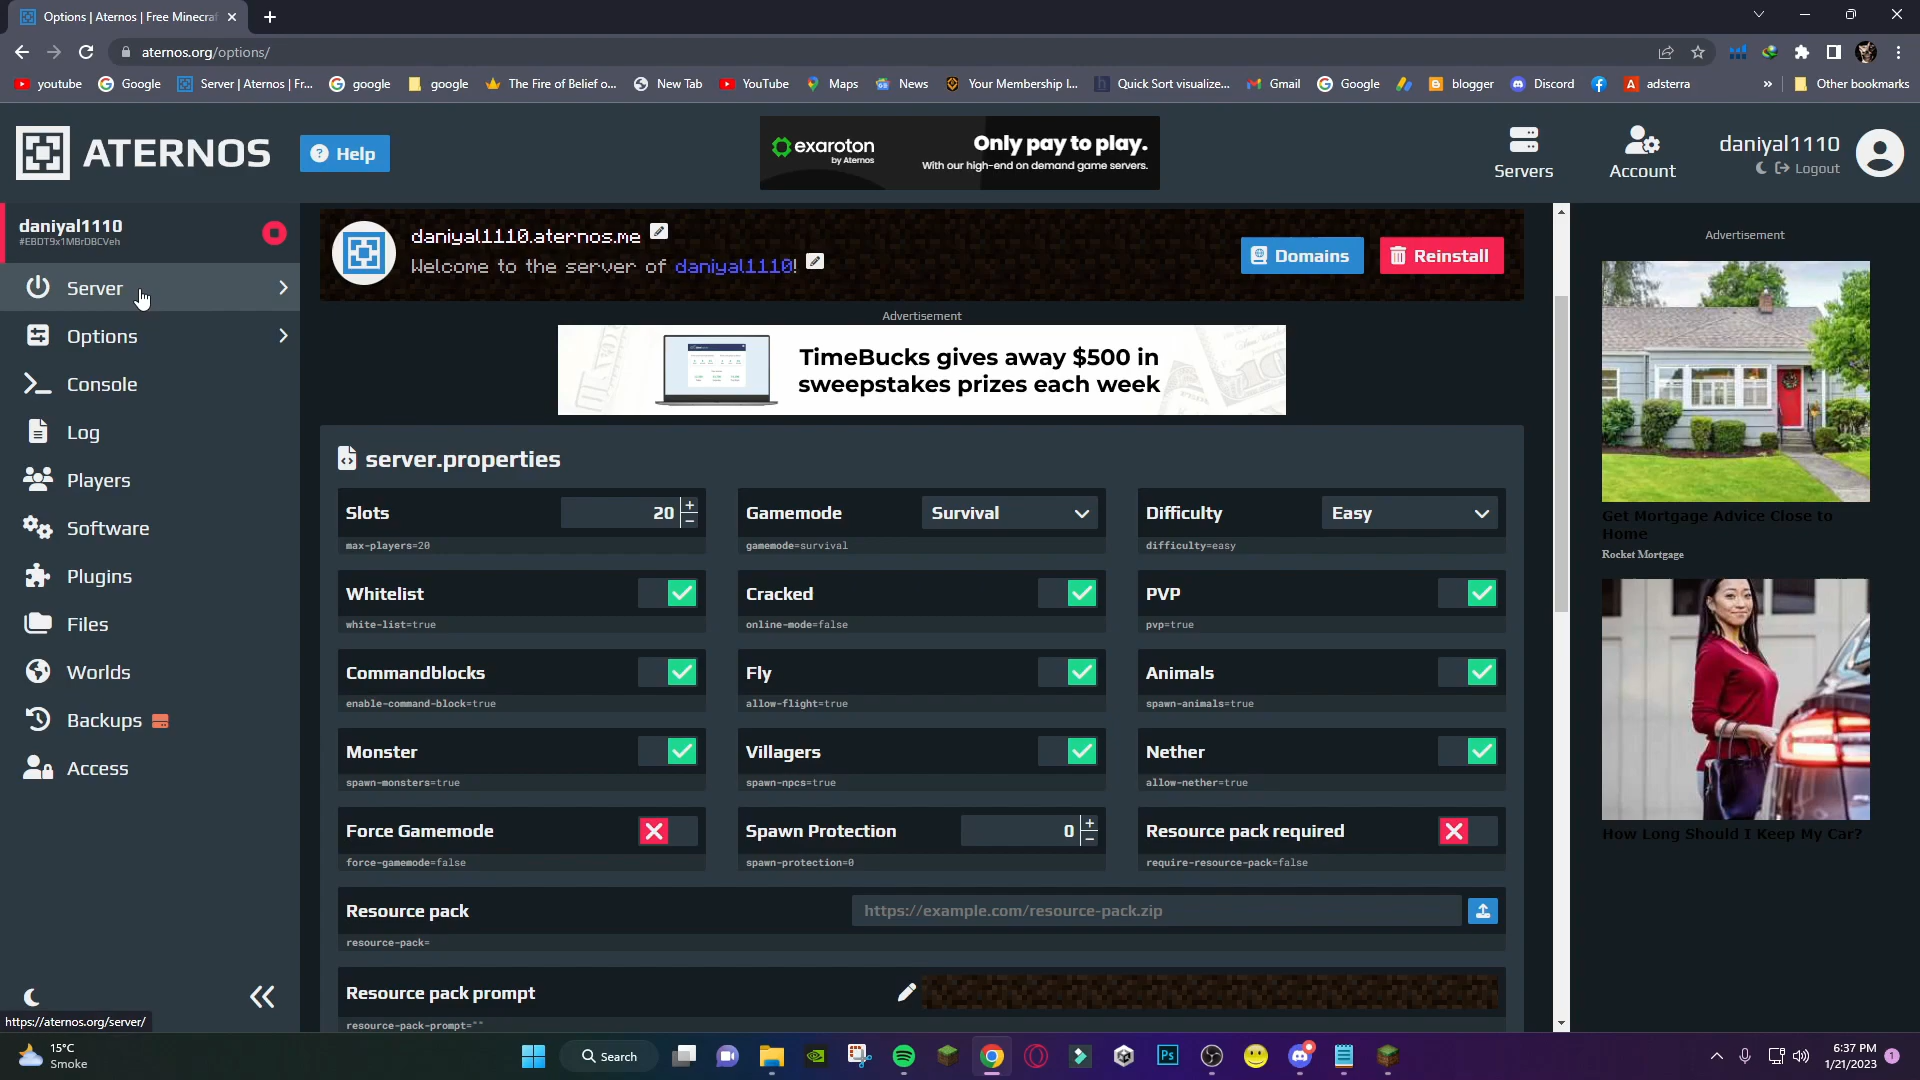 Options | Aternos | Free Minecraf
aternos.org/options/
youtube
Google
Server | Aternos | Fr...
google
google
The Fire of Belief o...
New Tab
YouTube
Maps
News
Your Membership I...
Quick Sort visualize...
Gmail
Google
blogger
Discord
adsterra
»
Other bookmarks
ATERNOS
Help
exaroton
by Aternos
Only pay to play.
With our high-end on demand game servers.
Servers
Account
daniyal1110
Logout
daniyal1110
#EBDT9x1MBrDBCVeh
Server
Options
Console
Log
Players
Software
Plugins
Files
Worlds
Backups
Access
https://aternos.org/server/
daniyal1110.aternos.me
Welcome to the server of daniyal1110!
Domains
Reinstall
Advertisement
TimeBucks gives away $500 in
sweepstakes prizes each week
server.properties
Slots
20
max-players=20
Gamemode
Survival
gamemode=survival
Difficulty
Easy
difficulty=easy
Whitelist
white-list=true
Cracked
online-mode=false
PVP
pvp=true
Commandblocks
enable-command-block=true
Fly
allow-flight=true
Animals
spawn-animals=true
Monster
spawn-monsters=true
Villagers
spawn-npcs=true
Nether
allow-nether=true
Force Gamemode
force-gamemode=false
Spawn Protection
0
spawn-protection=0
Resource pack required
require-resource-pack=false
Resource pack
https://example.com/resource-pack.zip
resource-pack=
Resource pack prompt
resource-pack-prompt=""
Advertisement
Get Mortgage Advice Close to
Home
Rocket Mortgage
How Long Should I Keep My Car?
15°C
Smoke
Search
Ps
6:37 PM
1/21/2023
1